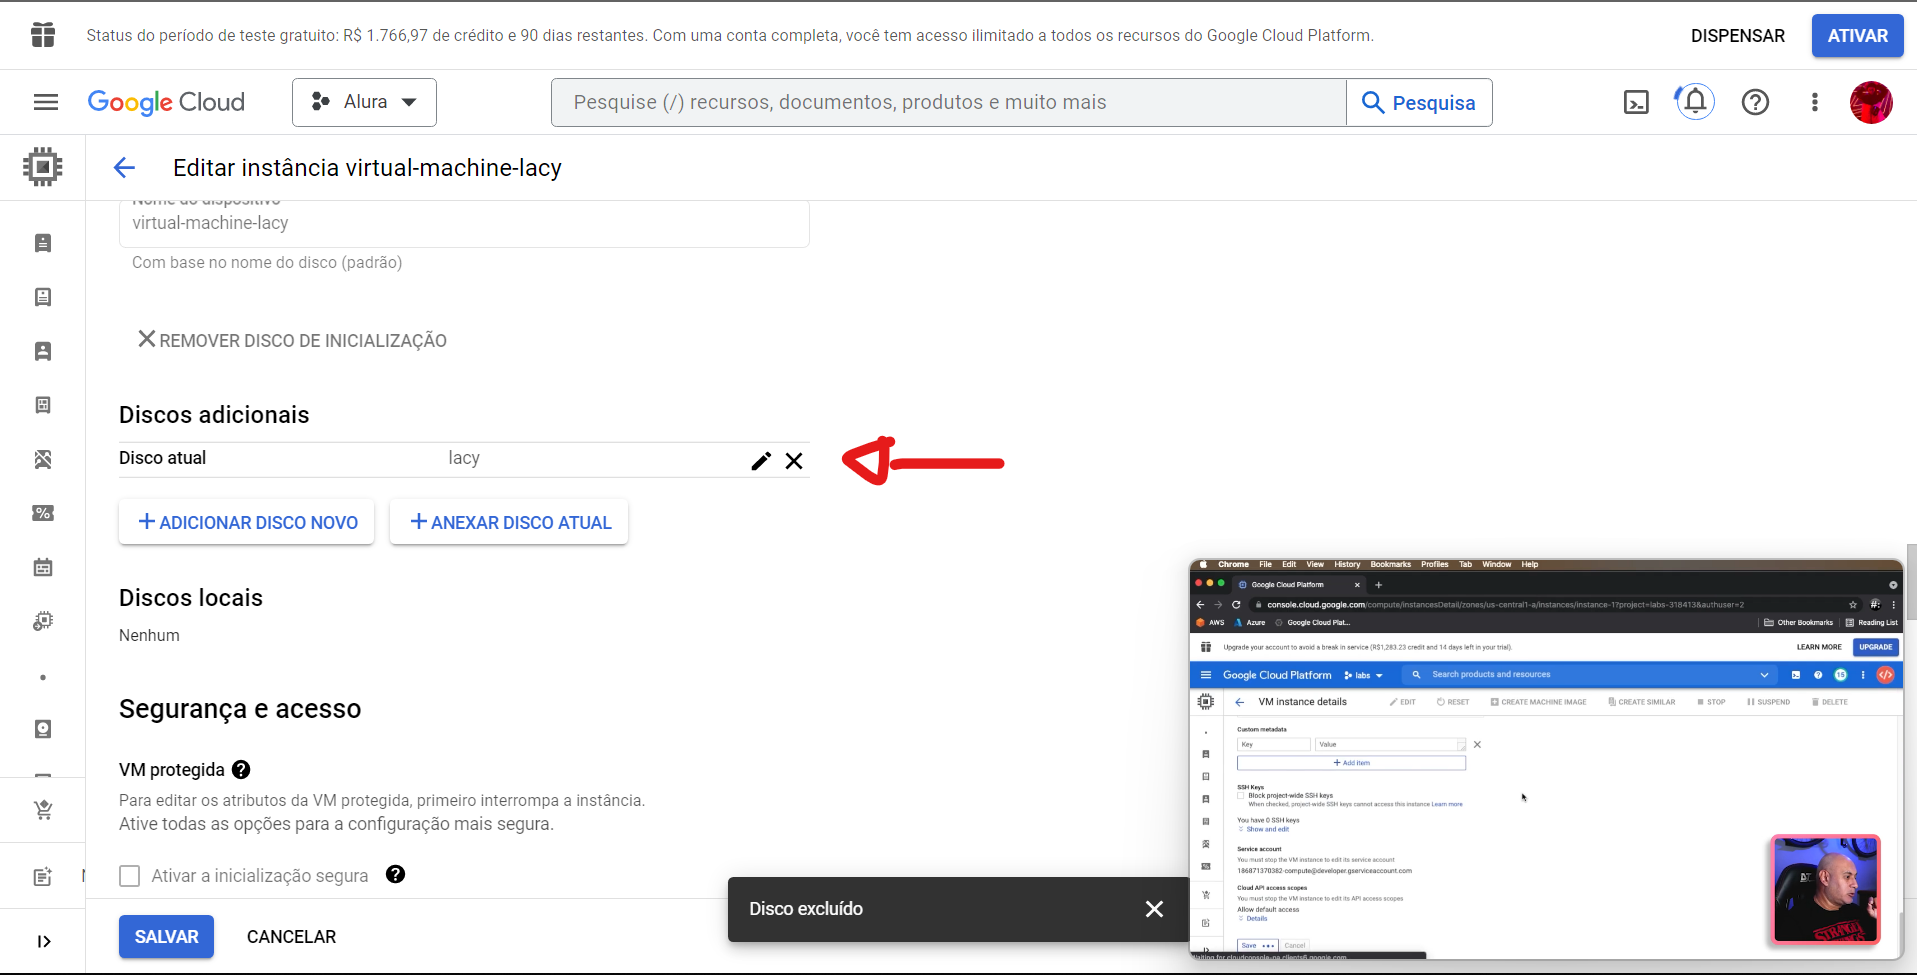 Status do período de teste gratuito: R$ 1.766,97 de crédito e 90 dias restantes. Com uma conta completa, você tem acesso ilimitado a todos os recursos do Google Cloud Platform.
DISPENSAR
ATIVAR
Google Cloud
Alura
Pesquise (/) recursos, documentos, produtos e muito mais
Pesquisa
Editar instância virtual-machine-lacy
Nome do dispositivo
virtual-machine-lacy
Com base no nome do disco (padrão)
REMOVER DISCO DE INICIALIZAÇÃO
Discos adicionais
Disco atual lacy
ADICIONAR DISCO NOVO
ANEXAR DISCO ATUAL
Discos locais
Nenhum
Segurança e acesso
VM protegida
Para editar os atributos da VM protegida, primeiro interrompa a instância.
Ative todas as opções para a configuração mais segura.
Ativar a inicialização segura
SALVAR
CANCELAR
Disco excluído
Chrome File Edit View History Bookmarks Profiles Tab Window Help
Google Cloud Platform
console.cloud.google.com/compute/instancesDetail/zones/us-central1-a/instances/instance-1?project=labs-318413&authuser=2
AWS Azure Google Cloud Plat... Other Bookmarks Reading List
Upgrade your account to avoid a break in service (R$1,283.23 credit and 14 days left in your trial).
LEARN MORE
UPGRADE
Google Cloud Platform labs Search products and resources 15
VM instance details EDIT RESET CREATE MACHINE IMAGE CREATE SIMILAR STOP SUSPEND DELETE
Custom metadata
Key Value
+ Add item
SSH Keys
Block project-wide SSH keys
When checked, project-wide SSH keys cannot access this instance Learn more
You have 0 SSH keys
Show and edit
Service account
You must stop the VM instance to edit its service account
186871370382-compute@developer.gserviceaccount.com
Cloud API access scopes
You must stop the VM instance to edit its API access scopes
Allow default access
Details
Save Cancel
STRANGER